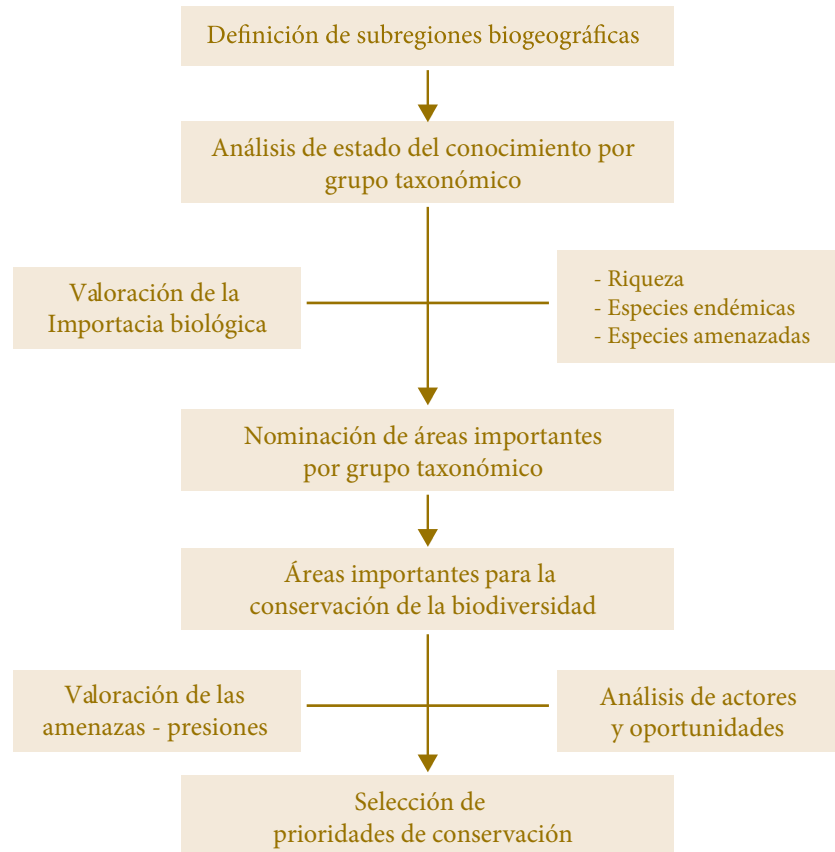 Definición de subregiones biogeográficas
Análisis de estado del conocimiento por
grupo taxonómico
Valoración de la
Importacia biológica
- Riqueza
- Especies endémicas
- Especies amenazadas
Nominación de áreas importantes
por grupo taxonómico
Áreas importantes para la
conservación de la biodiversidad
Valoración de las
amenazas - presiones
Análisis de actores
y oportunidades
Selección de
prioridades de conservación